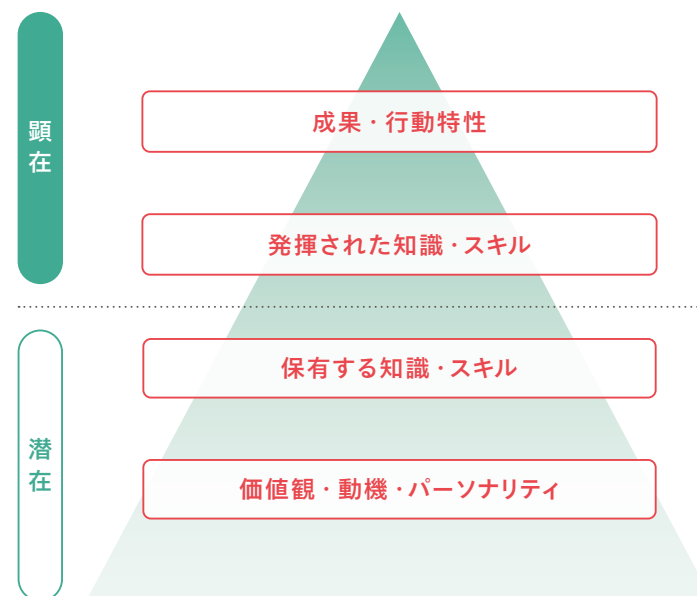 顕在
成果・行動特性
発揮された知識・スキル
潜在
保有する知識・スキル
価値観・動機・パーソナリティ